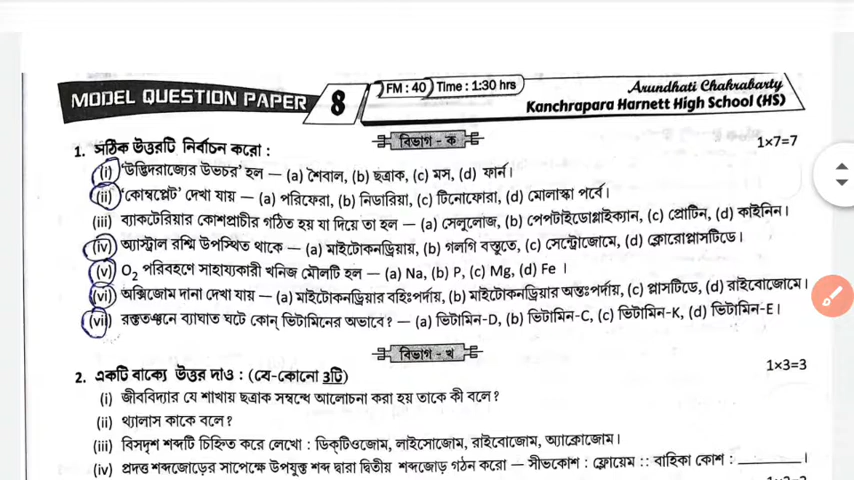 MODEL QUESTION PAPER 8
FM : 40 Time : 1:30 hrs
Arundhati Chakrabarty
Kanchrapara Harnett High School (HS)
বিভাগ - ক
1. সঠিক উত্তরটি নির্বাচন করো : 1×7=7
(i) 'উদ্ভিদরাজ্যের উভচর' হল – (a) শৈবাল, (b) ছত্রাক, (c) মস, (d) ফার্ন।
(ii) 'কোম্বপ্লেট' দেখা যায় – (a) পরিফেরা, (b) নিডারিয়া, (c) টিনোফোরা, (d) মোলাস্কা পর্বে।
(iii) ব্যাকটেরিয়ার কোশপ্রাচীর গঠিত হয় যা দিয়ে তা হল – (a) সেলুলোজ, (b) পেপটাইডোগ্লাইক্যান, (c) প্রোটিন, (d) কাইনিন।
(iv) অ্যাস্ট্রাল রশ্মি উপস্থিত থাকে – (a) মাইটোকনড্রিয়ায়, (b) গলগি বস্তুতে, (c) সেন্ট্রোজোমে, (d) ক্লোরোপ্লাসটিডে।
(v) O₂ পরিবহণে সাহায্যকারী খনিজ মৌলটি হল – (a) Na, (b) P, (c) Mg, (d) Fe ।
(vi) অক্সিজোম দানা দেখা যায় – (a) মাইটোকনড্রিয়ার বহিঃপর্দায়, (b) মাইটোকনড্রিয়ার অন্তঃপর্দায়, (c) প্লাসটিডে, (d) রাইবোজোমে।
(vii) রক্ততঞ্চনে ব্যাঘাত ঘটে কোন্ ভিটামিনের অভাবে? – (a) ভিটামিন-D, (b) ভিটামিন-C, (c) ভিটামিন-K, (d) ভিটামিন-E।
বিভাগ - খ
2. একটি বাক্যে উত্তর দাও : (যে-কোনো 3টি) 1×3=3
(i) জীববিদ্যার যে শাখায় ছত্রাক সম্বন্ধে আলোচনা করা হয় তাকে কী বলে?
(ii) থ্যালাস কাকে বলে?
(iii) বিসদৃশ শব্দটি চিহ্নিত করে লেখো : ডিক্‌টিওজোম, লাইসোজোম, রাইবোজোম, অ্যাক্রোজোম।
(iv) প্রদত্ত শব্দজোড়ের সাপেক্ষে উপযুক্ত শব্দ দ্বারা দ্বিতীয় শব্দজোড় গঠন করো – সীভকোশ : ফ্লোয়েম :: বাহিকা কোশ : ________ ।